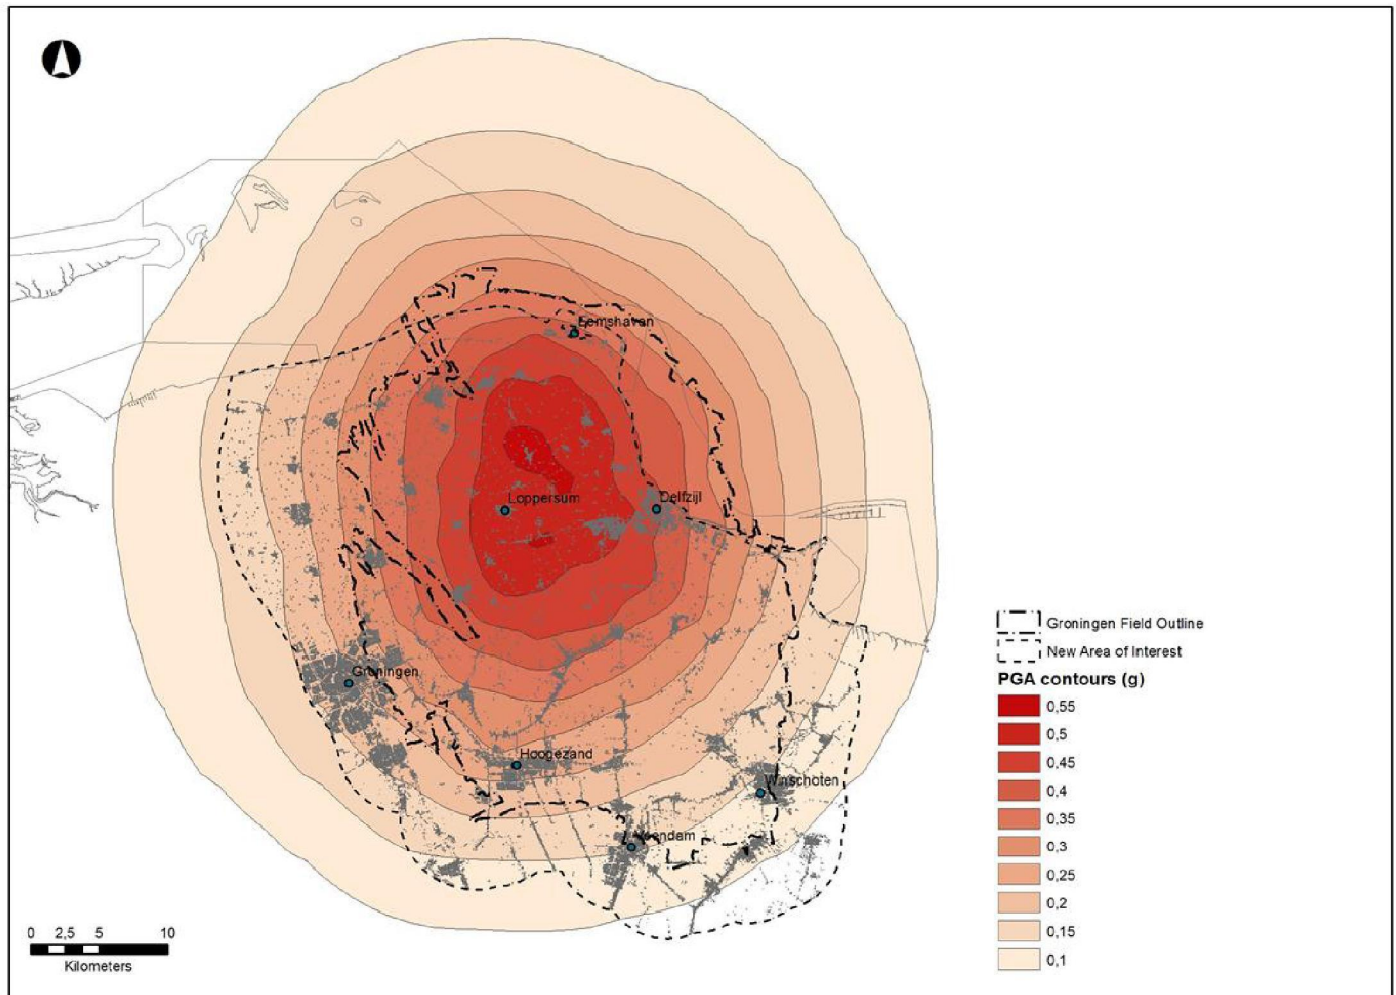 Eemshaven
Loppersum
Delfzijl
Groningen
Hoogezand
Winschoten
Veendam
Groningen Field Outline
New Area of Interest
PGA contours (g)
0,55
0,5
0,45
0,4
0,35
0,3
0,25
0,2
0,15
0,1
0 2,5 5 10
Kilometers